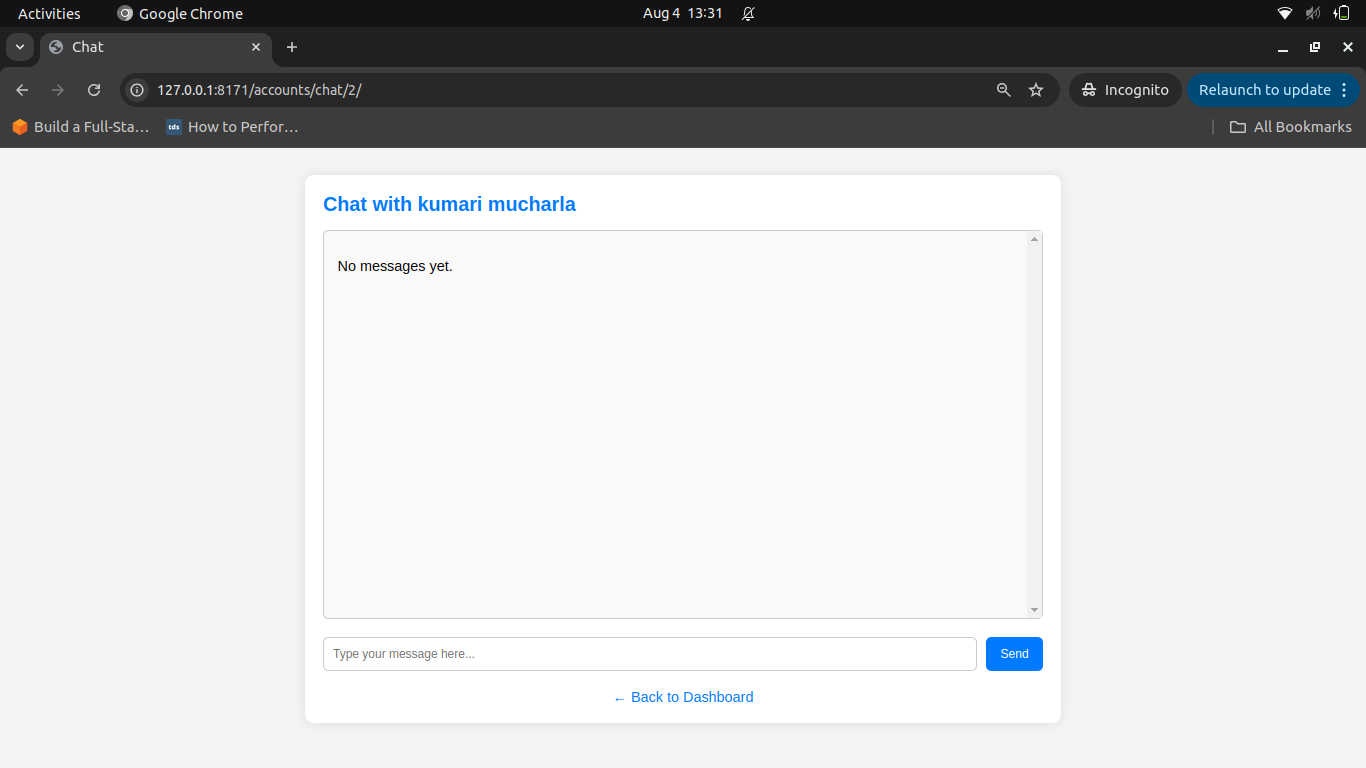 Activities
Google Chrome
Aug 4 13:31
Chat
127.0.0.1:8171/accounts/chat/2/
Incognito
Relaunch to update
Build a Full-Sta...
tds
How to Perfor...
All Bookmarks
Chat with kumari mucharla
No messages yet.
Type your message here...
Send
← Back to Dashboard